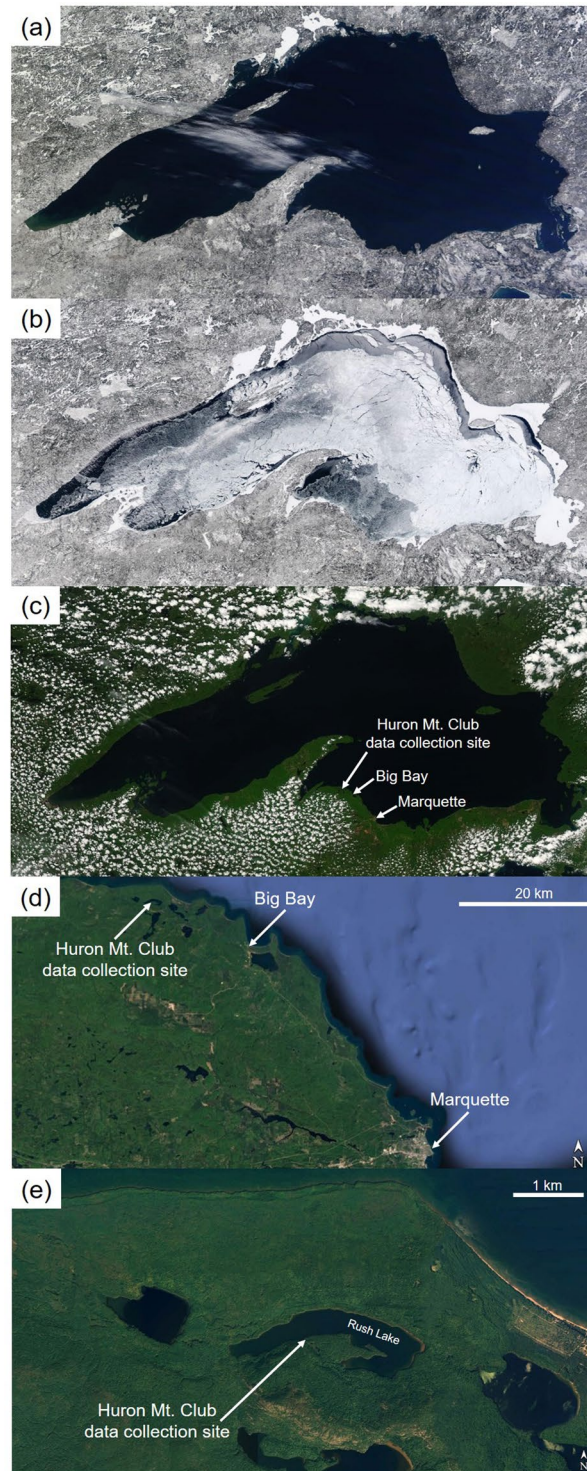 (a)
(b)
(c)
Huron Mt. Club
data collection site
Big Bay
Marquette
(d)
Big Bay
20 km
Huron Mt. Club
data collection site
Marquette
N
(e)
1 km
Rush Lake
Huron Mt. Club
data collection site
N